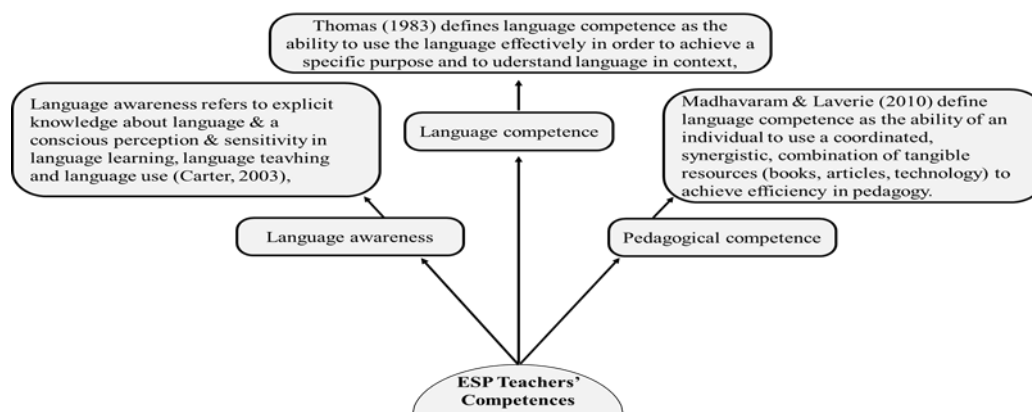 Thomas (1983) defines language competence as the
ability to use the language effectively in order to achieve a
specific purpose and to uderstand language in context,
Language awareness refers to explicit
knowledge about language & a
conscious perception & sensitivity in
language learning, language teavhing
and language use (Carter, 2003),
Language competence
Madhavaram & Laverie (2010) define
language competence as the ability of an
individual to use a coordinated,
synergistic, combination of tangible
resources (books, articles, technology) to
achieve efficiency in pedagogy.
Language awareness
Pedagogical competence
ESP Teachers'
Competences